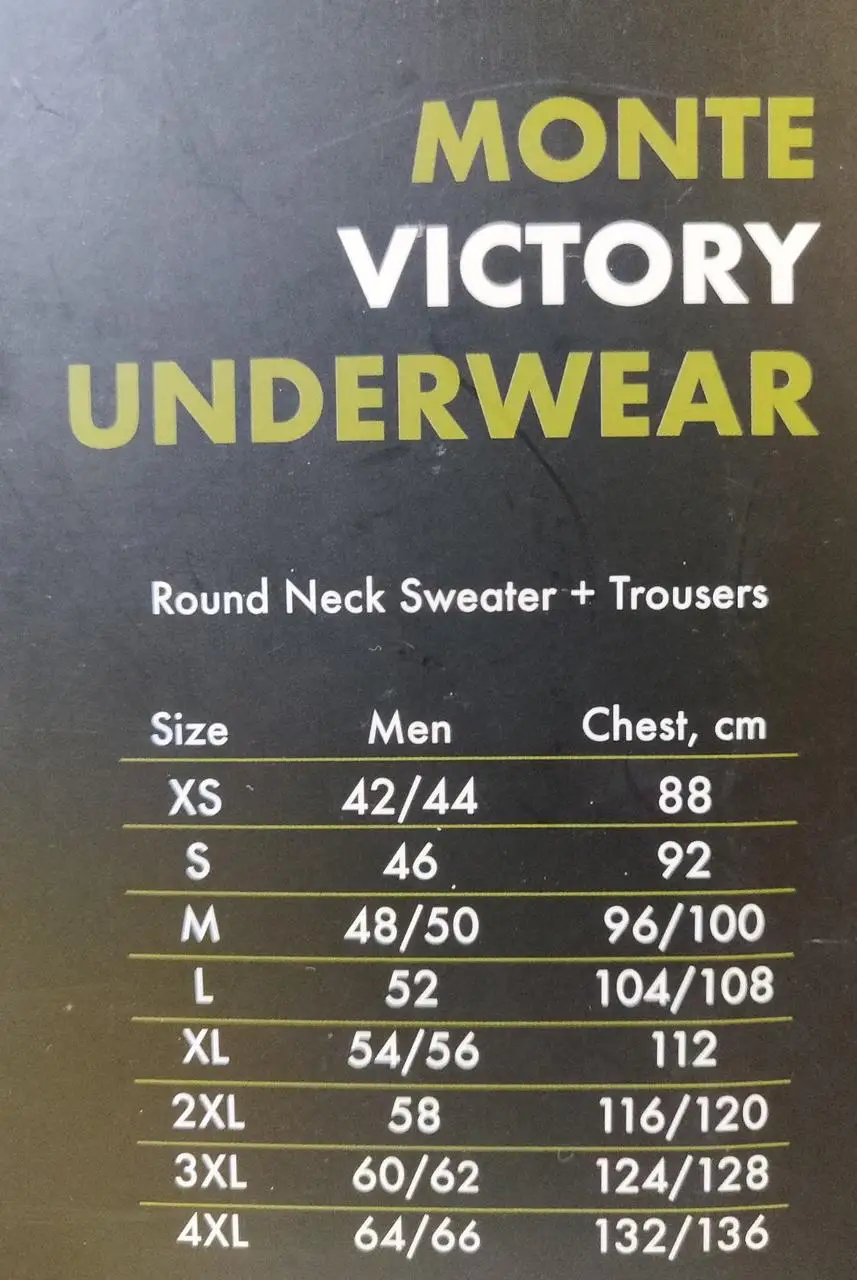 MONTE
VICTORY
UNDERWEAR
Round Neck Sweater + Trousers
Size Men Chest, cm
XS 42/44 88
S 46 92
M 48/50 96/100
L 52 104/108
XL 54/56 112
2XL 58 116/120
3XL 60/62 124/128
4XL 64/66 132/136